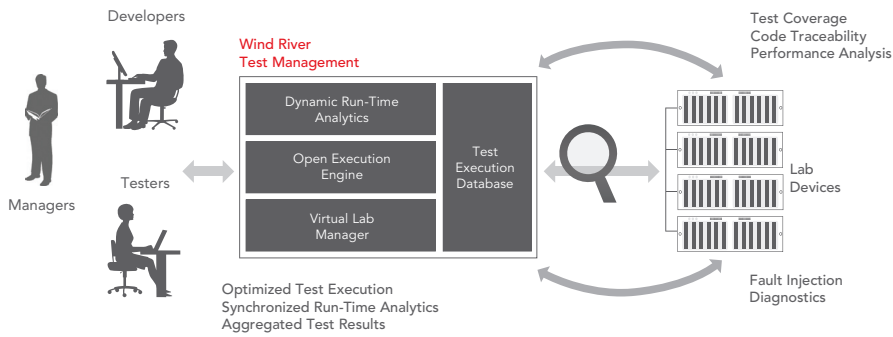 Developers
Managers
Testers
Wind River
Test Management
Dynamic Run-Time
Analytics
Open Execution
Engine
Virtual Lab
Manager
Test
Execution
Database
Optimized Test Execution
Synchronized Run-Time Analytics
Aggregated Test Results
Test Coverage
Code Traceability
Performance Analysis
Lab
Devices
Fault Injection
Diagnostics